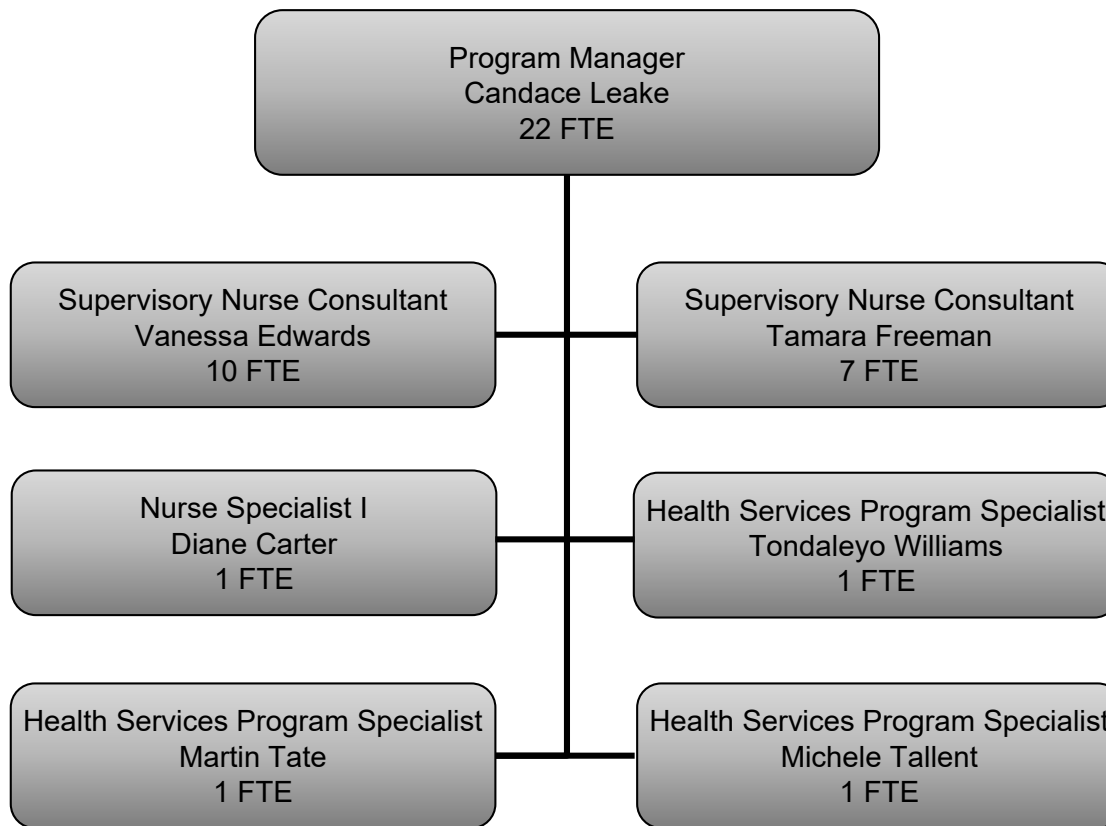 Program Manager
Candace Leake
22 FTE
Supervisory Nurse Consultant
Vanessa Edwards
10 FTE
Supervisory Nurse Consultant
Tamara Freeman
7 FTE
Nurse Specialist I
Diane Carter
1 FTE
Health Services Program Specialist
Tondaleyo Williams
1 FTE
Health Services Program Specialist
Martin Tate
1 FTE
Health Services Program Specialist
Michele Tallent
1 FTE